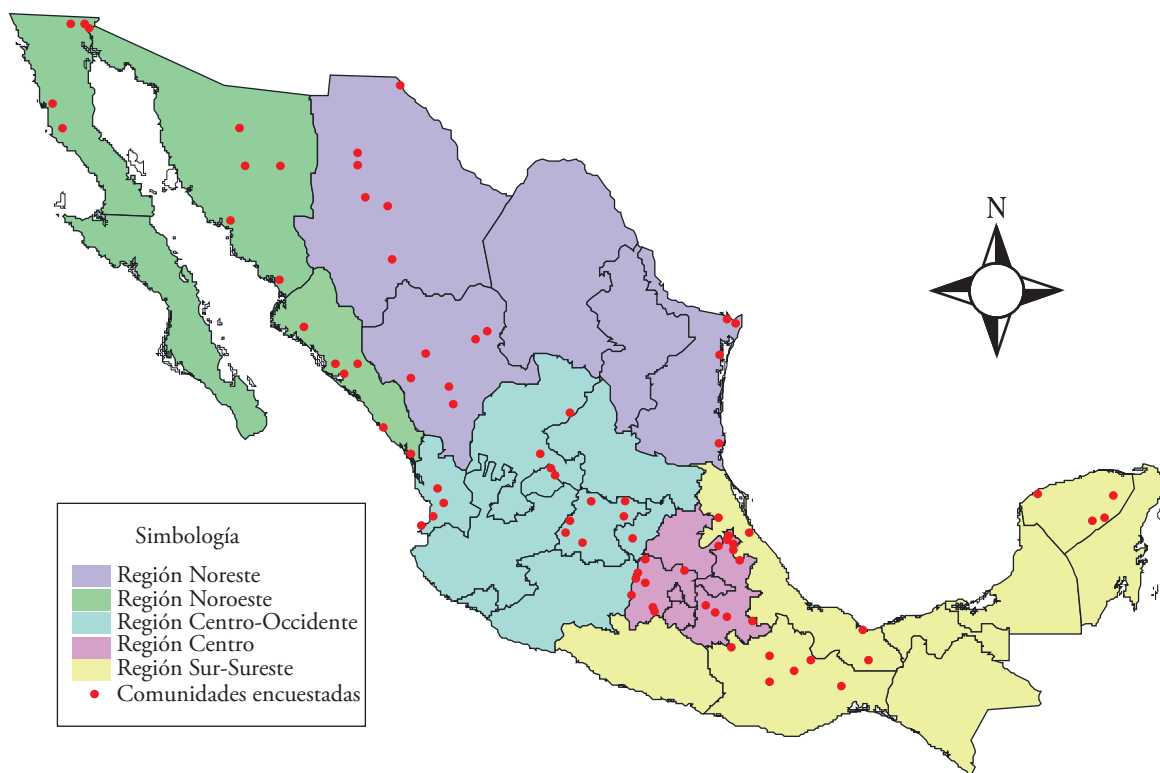 N
Simbología
Región Noreste
Región Noroeste
Región Centro-Occidente
Región Centro
Región Sur-Sureste
Comunidades encuestadas